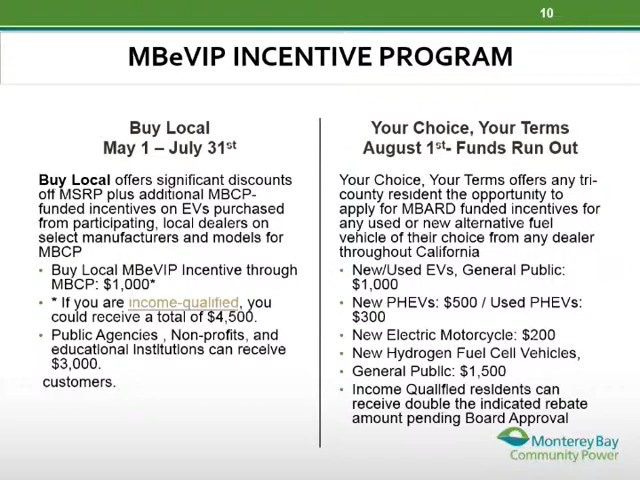 10
MBeVIP INCENTIVE PROGRAM
Buy Local
May 1 – July 31st
Buy Local offers significant discounts
off MSRP plus additional MBCP-
funded incentives on EVs purchased
from participating, local dealers on
select manufacturers and models for
MBCP
• Buy Local MBeVIP Incentive through
MBCP: $1,000*
• * If you are income-qualified, you
could receive a total of $4,500.
• Public Agencies , Non-profits, and
educational institutions can receive
$3,000.
customers.
Your Choice, Your Terms
August 1st- Funds Run Out
Your Choice, Your Terms offers any tri-
county resident the opportunity to
apply for MBARD funded incentives for
any used or new alternative fuel
vehicle of their choice from any dealer
throughout California
• New/Used EVs, General Public:
$1,000
• New PHEVs: $500 / Used PHEVs:
$300
• New Electric Motorcycle: $200
• New Hydrogen Fuel Cell Vehicles,
• General Public: $1,500
• Income Qualified residents can
receive double the indicated rebate
amount pending Board Approval
Monterey Bay
Community Power